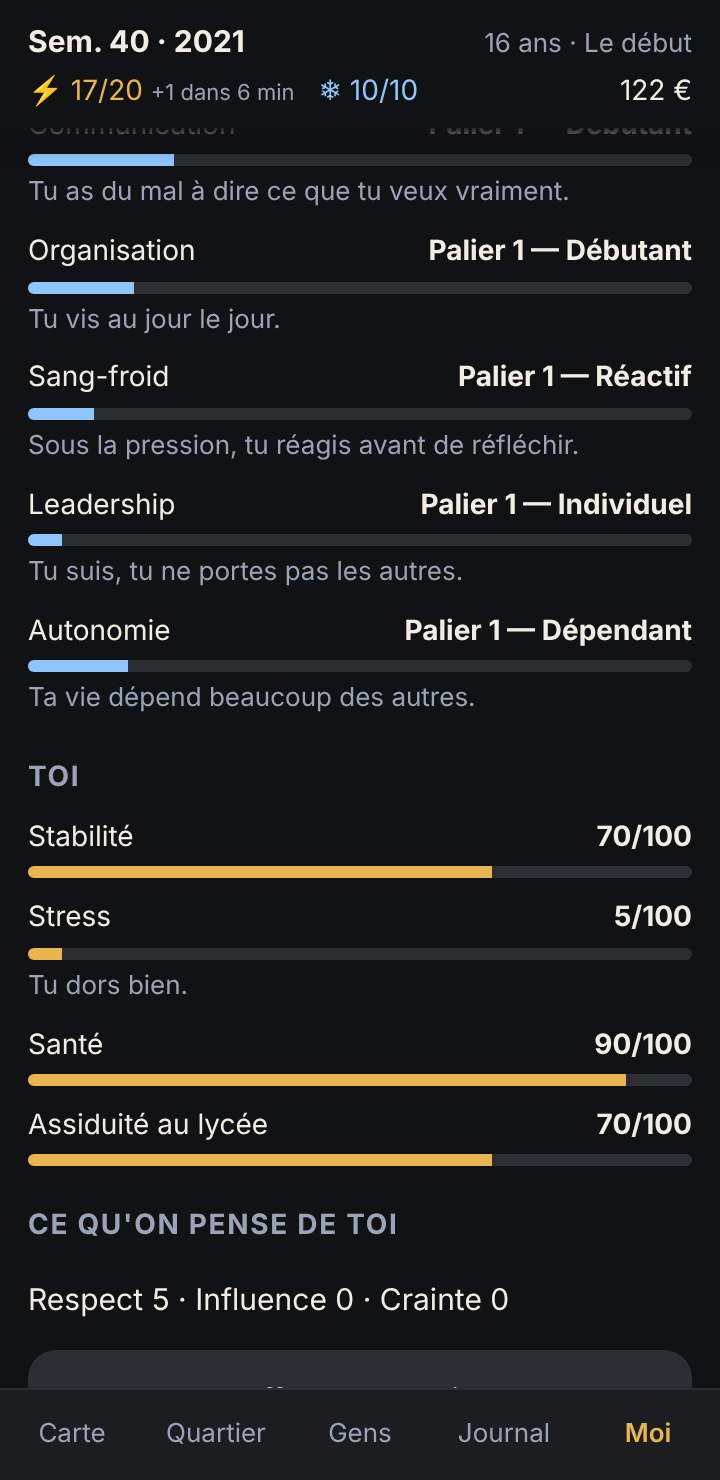 Sem. 40 · 2021 16 ans · Le début
⚡ 17/20 +1 dans 6 min ❄ 10/10 122 €
Communication Palier 1 — Débutant
Tu as du mal à dire ce que tu veux vraiment.
Organisation Palier 1 — Débutant
Tu vis au jour le jour.
Sang-froid Palier 1 — Réactif
Sous la pression, tu réagis avant de réfléchir.
Leadership Palier 1 — Individuel
Tu suis, tu ne portes pas les autres.
Autonomie Palier 1 — Dépendant
Ta vie dépend beaucoup des autres.
TOI
Stabilité 70/100
Stress 5/100
Tu dors bien.
Santé 90/100
Assiduité au lycée 70/100
CE QU'ON PENSE DE TOI
Respect 5 · Influence 0 · Crainte 0
Carte Quartier Gens Journal Moi